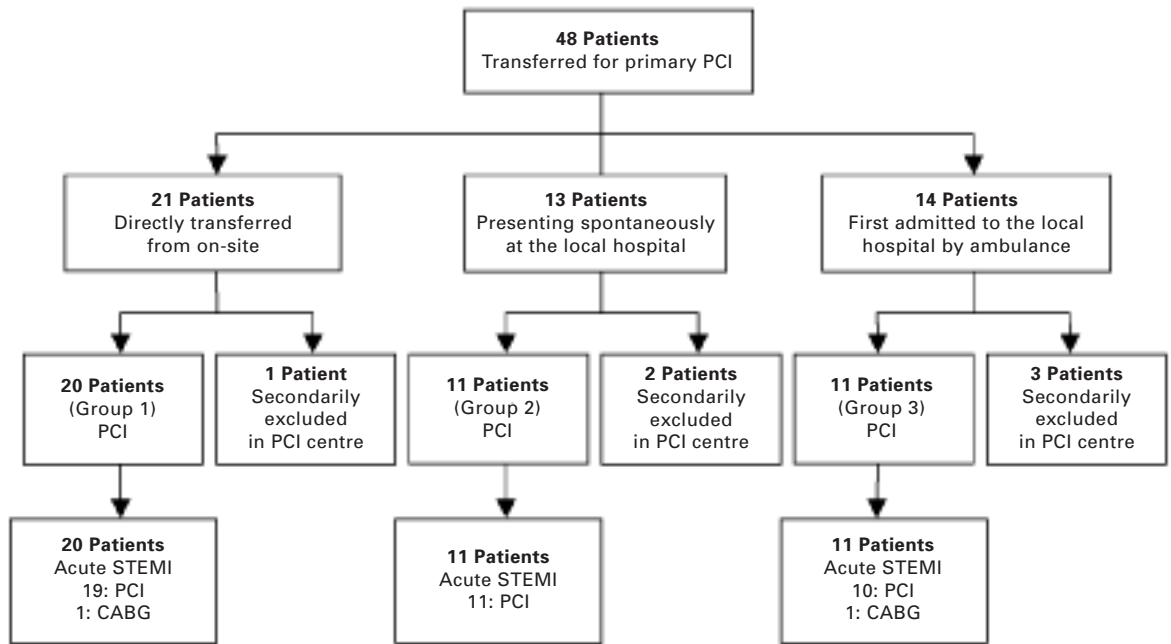 48 Patients
Transferred for primary PCI
21 Patients
Directly transferred
from on-site
13 Patients
Presenting spontaneously
at the local hospital
14 Patients
First admitted to the local
hospital by ambulance
20 Patients
(Group 1)
PCI
1 Patient
Secondarily
excluded
in PCI centre
11 Patients
(Group 2)
PCI
2 Patients
Secondarily
excluded
in PCI centre
11 Patients
(Group 3)
PCI
3 Patients
Secondarily
excluded
in PCI centre
20 Patients
Acute STEMI
19: PCI
1: CABG
11 Patients
Acute STEMI
11: PCI
11 Patients
Acute STEMI
10: PCI
1: CABG